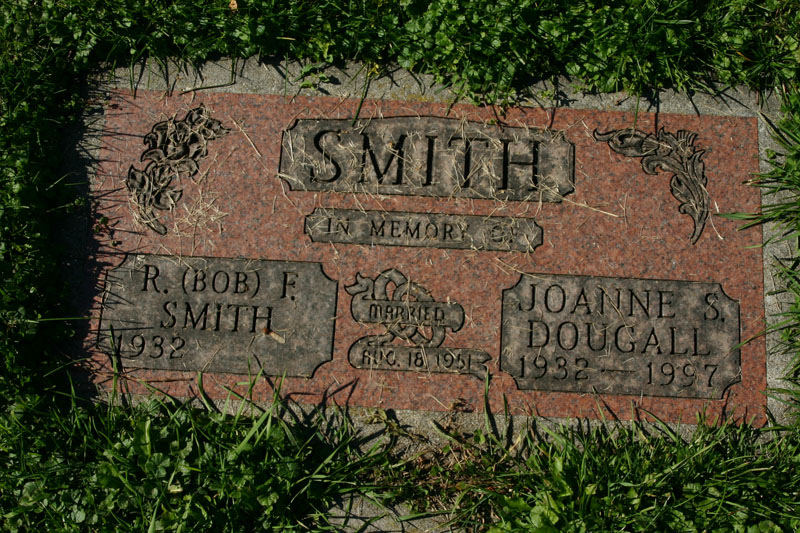 SMITH
IN MEMORY OF
R. (BOB) F.
SMITH
1932
MARRIED
AUG. 18, 1951
JOANNE S.
DOUGALL
1932 — 1997